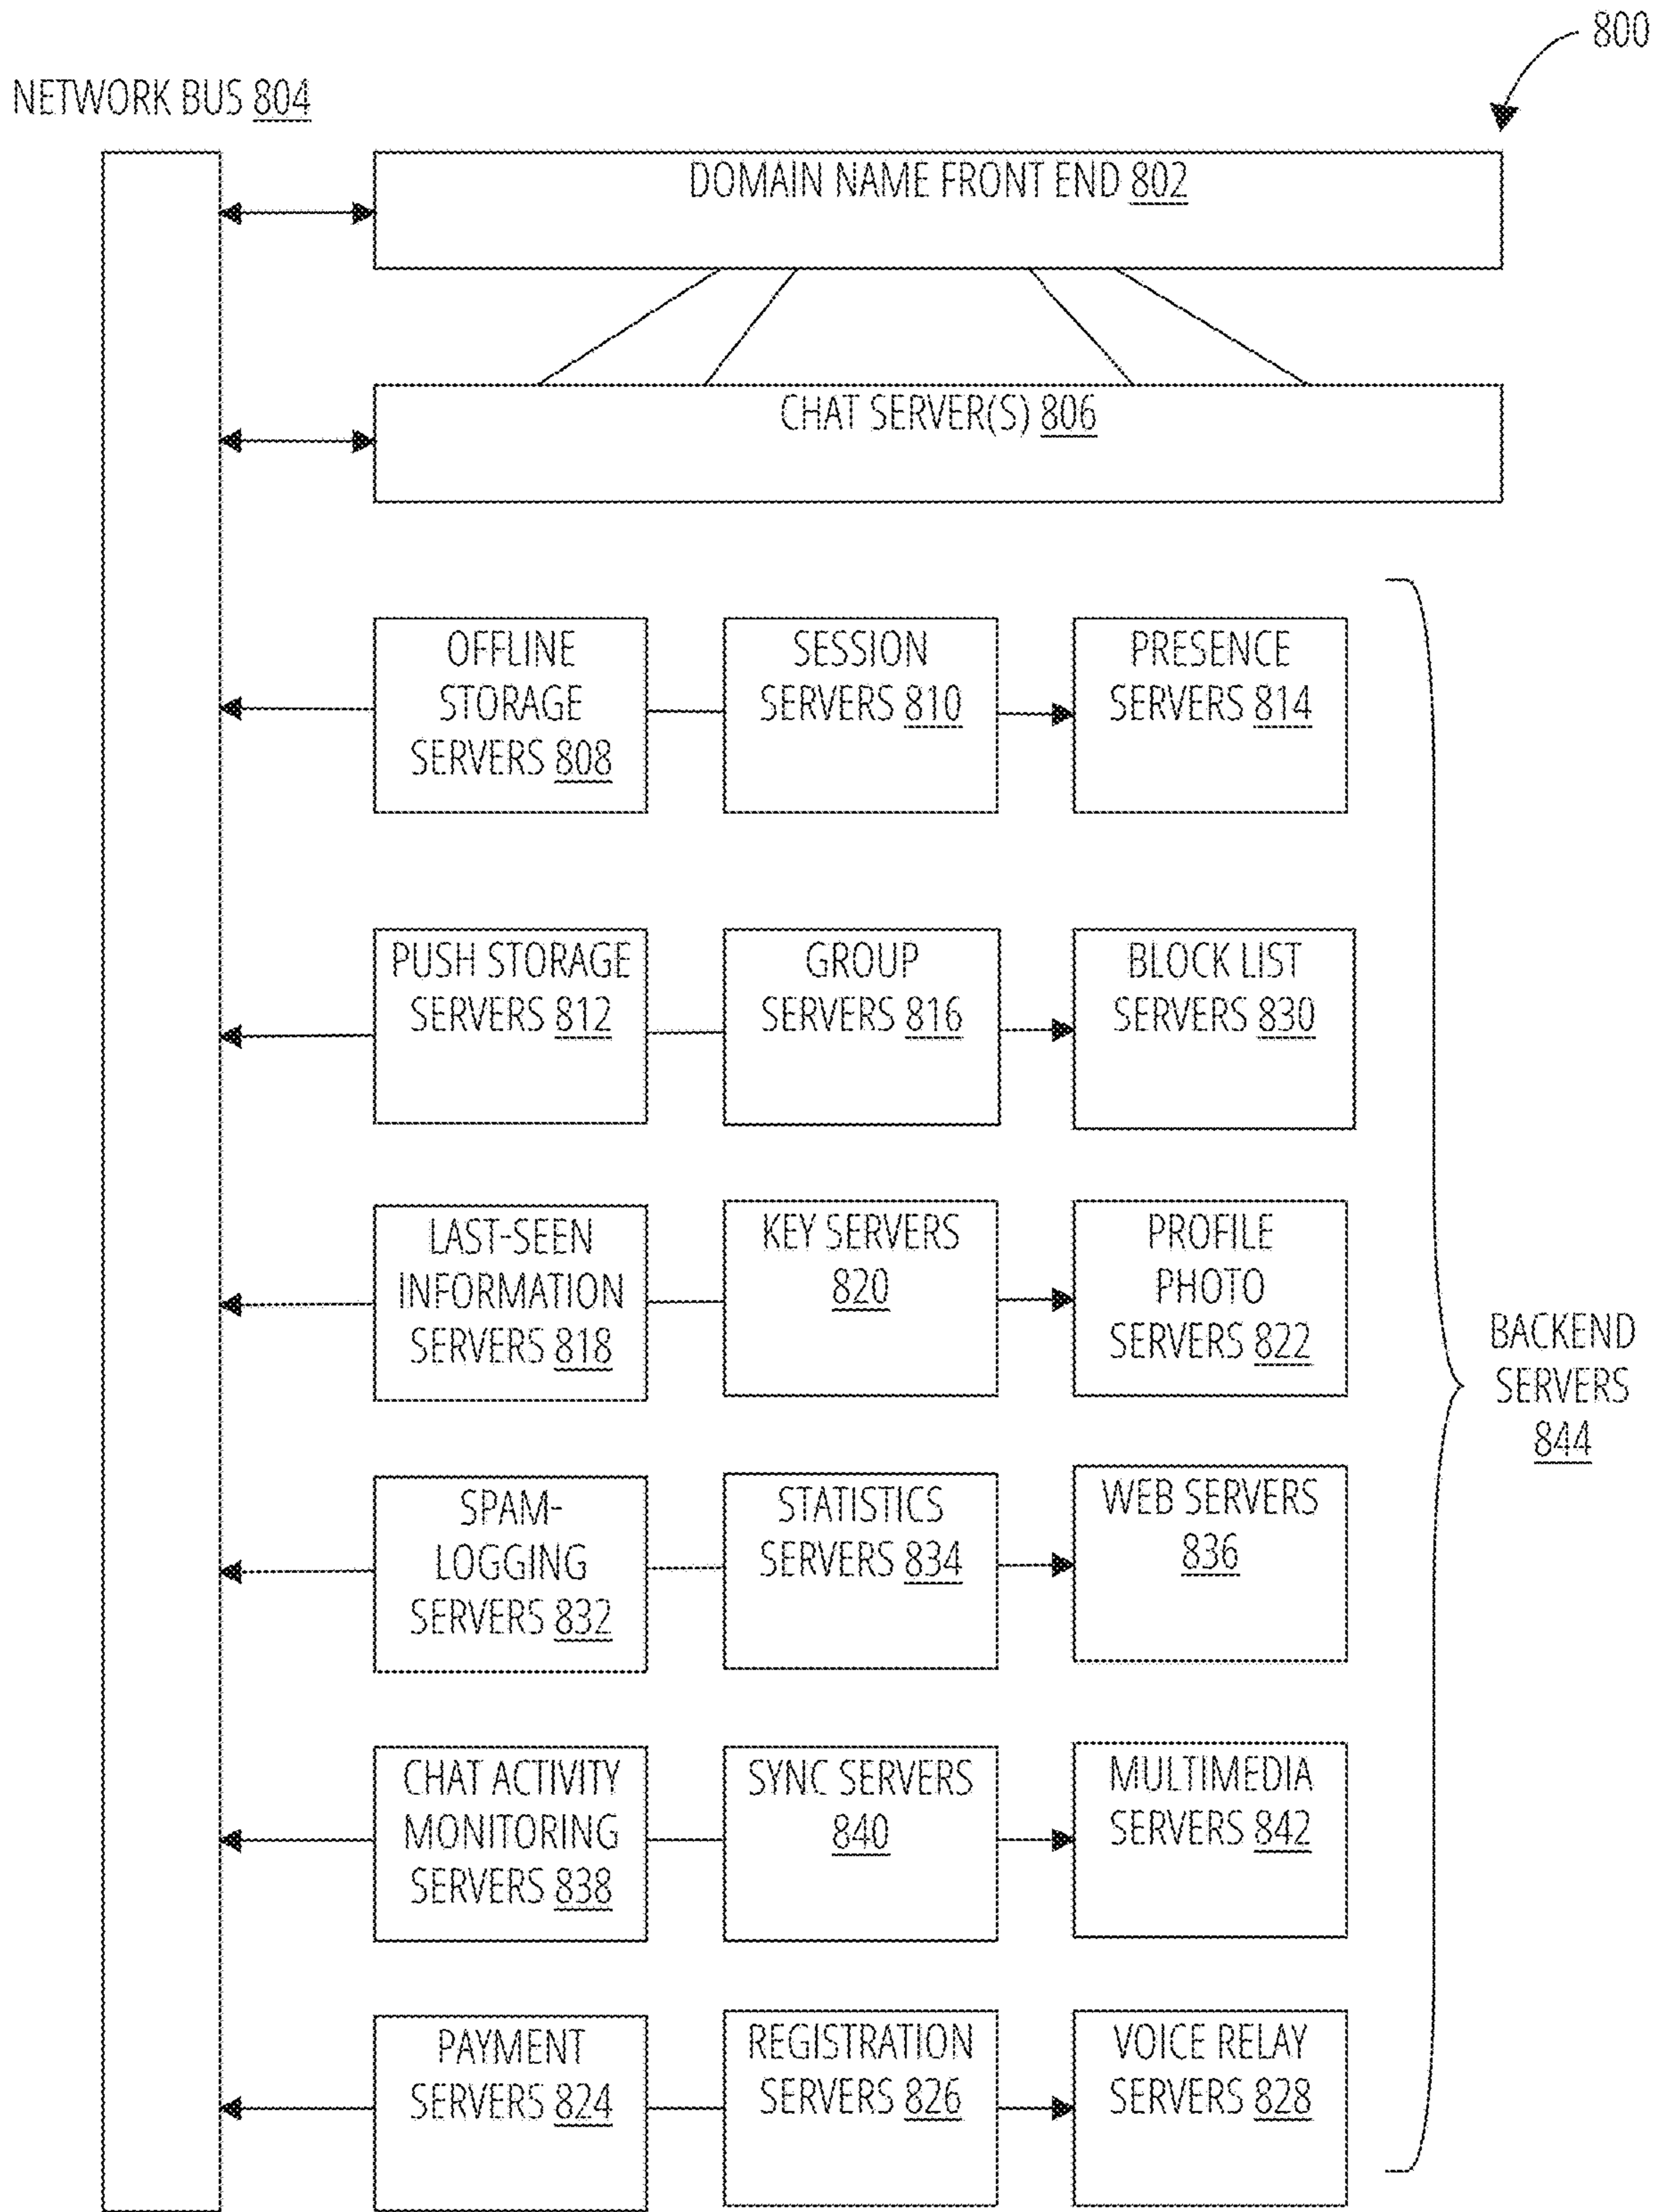 800
NETWORK BUS 804
DOMAIN NAME FRONT END 802
CHAT SERVER(S) 806
OFFLINE
STORAGE
SERVERS 808
SESSION
SERVERS 810
PRESENCE
SERVERS 814
PUSH STORAGE
SERVERS 812
GROUP
SERVERS 816
BLOCK LIST
SERVERS 830
LAST-SEEN
INFORMATION
SERVERS 818
KEY SERVERS
820
PROFILE
PHOTO
SERVERS 822
BACKEND
SERVERS
844
SPAM-
LOGGING
SERVERS 832
STATISTICS
SERVERS 834
WEB SERVERS
836
CHAT ACTIVITY
MONITORING
SERVERS 838
SYNC SERVERS
840
MULTIMEDIA
SERVERS 842
PAYMENT
SERVERS 824
REGISTRATION
SERVERS 826
VOICE RELAY
SERVERS 828